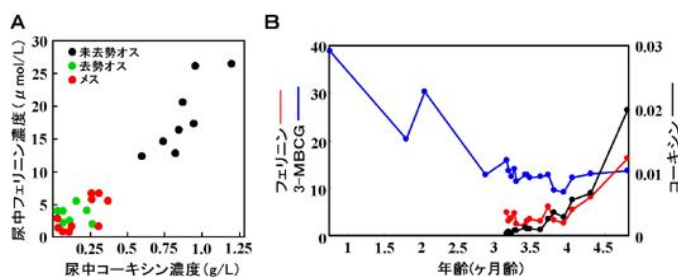 A
未去勢オス
去勢オス
メス
尿中フェリニン濃度(μmol/L)
30
25
20
15
10
5
0
0 0.25 0.5 0.75 1.0 1.25
尿中コーキシン濃度(g/L)
B
フェリニン
3-MBCG
40
30
20
10
0
コーキシン
0.03
0.02
0.01
0
1 1.5 2 2.5 3 3.5 4 4.5
年齢(ヶ月齢)